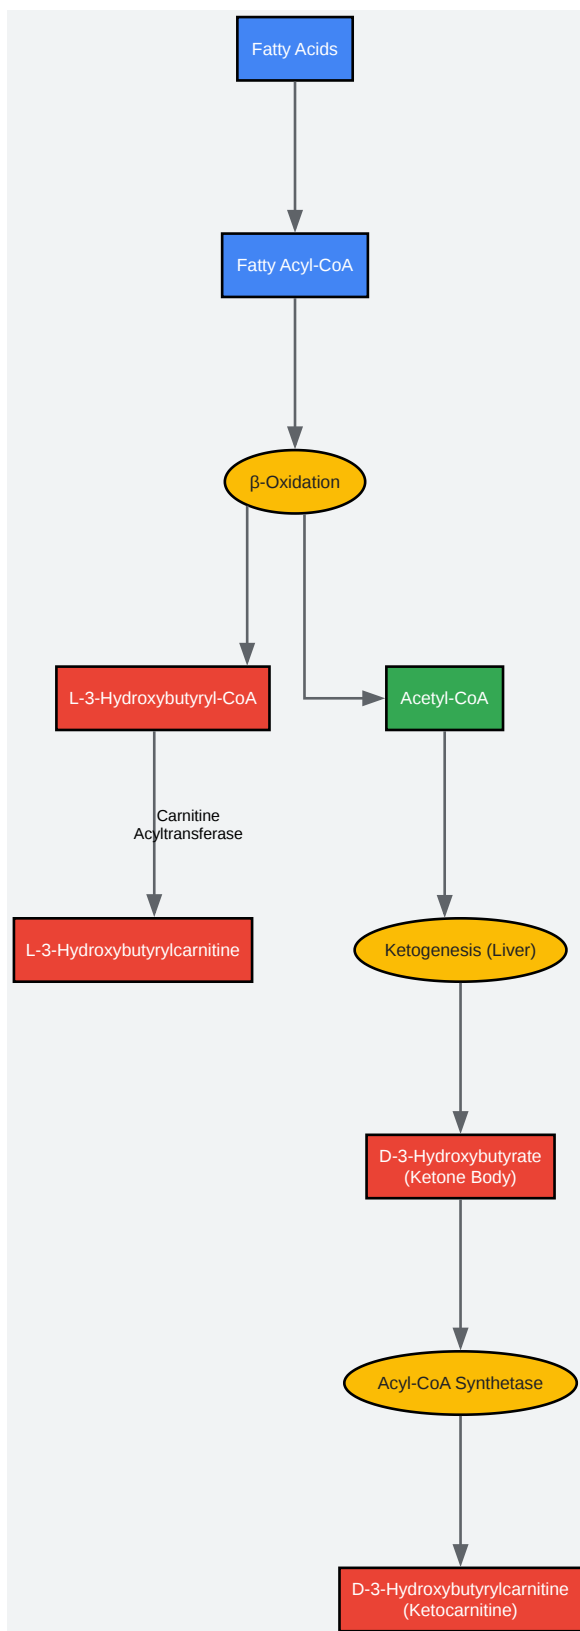 Fatty Acids
Fatty Acyl-CoA
β-Oxidation
L-3-Hydroxybutyryl-CoA
Acetyl-CoA
Carnitine
Acyltransferase
L-3-Hydroxybutyrylcarnitine
Ketogenesis (Liver)
D-3-Hydroxybutyrate
(Ketone Body)
Acyl-CoA Synthetase
D-3-Hydroxybutyrylcarnitine
(Ketocarnitine)